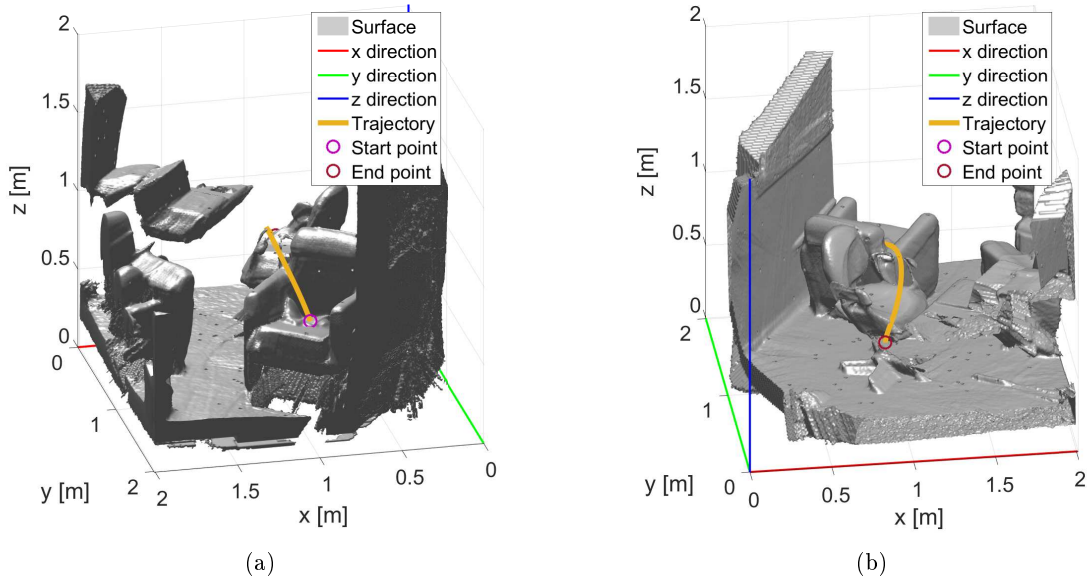 2
1.5
1
0.5
0
z [m]
0
1
2
y [m]
2
1.5
1
0.5
0
x [m]
Surface
x direction
y direction
z direction
Trajectory
Start point
End point
(a)
2
1.5
1
0.5
0
z [m]
2
1
0
y [m]
0
0.5
1
1.5
2
x [m]
Surface
x direction
y direction
z direction
Trajectory
Start point
End point
(b)